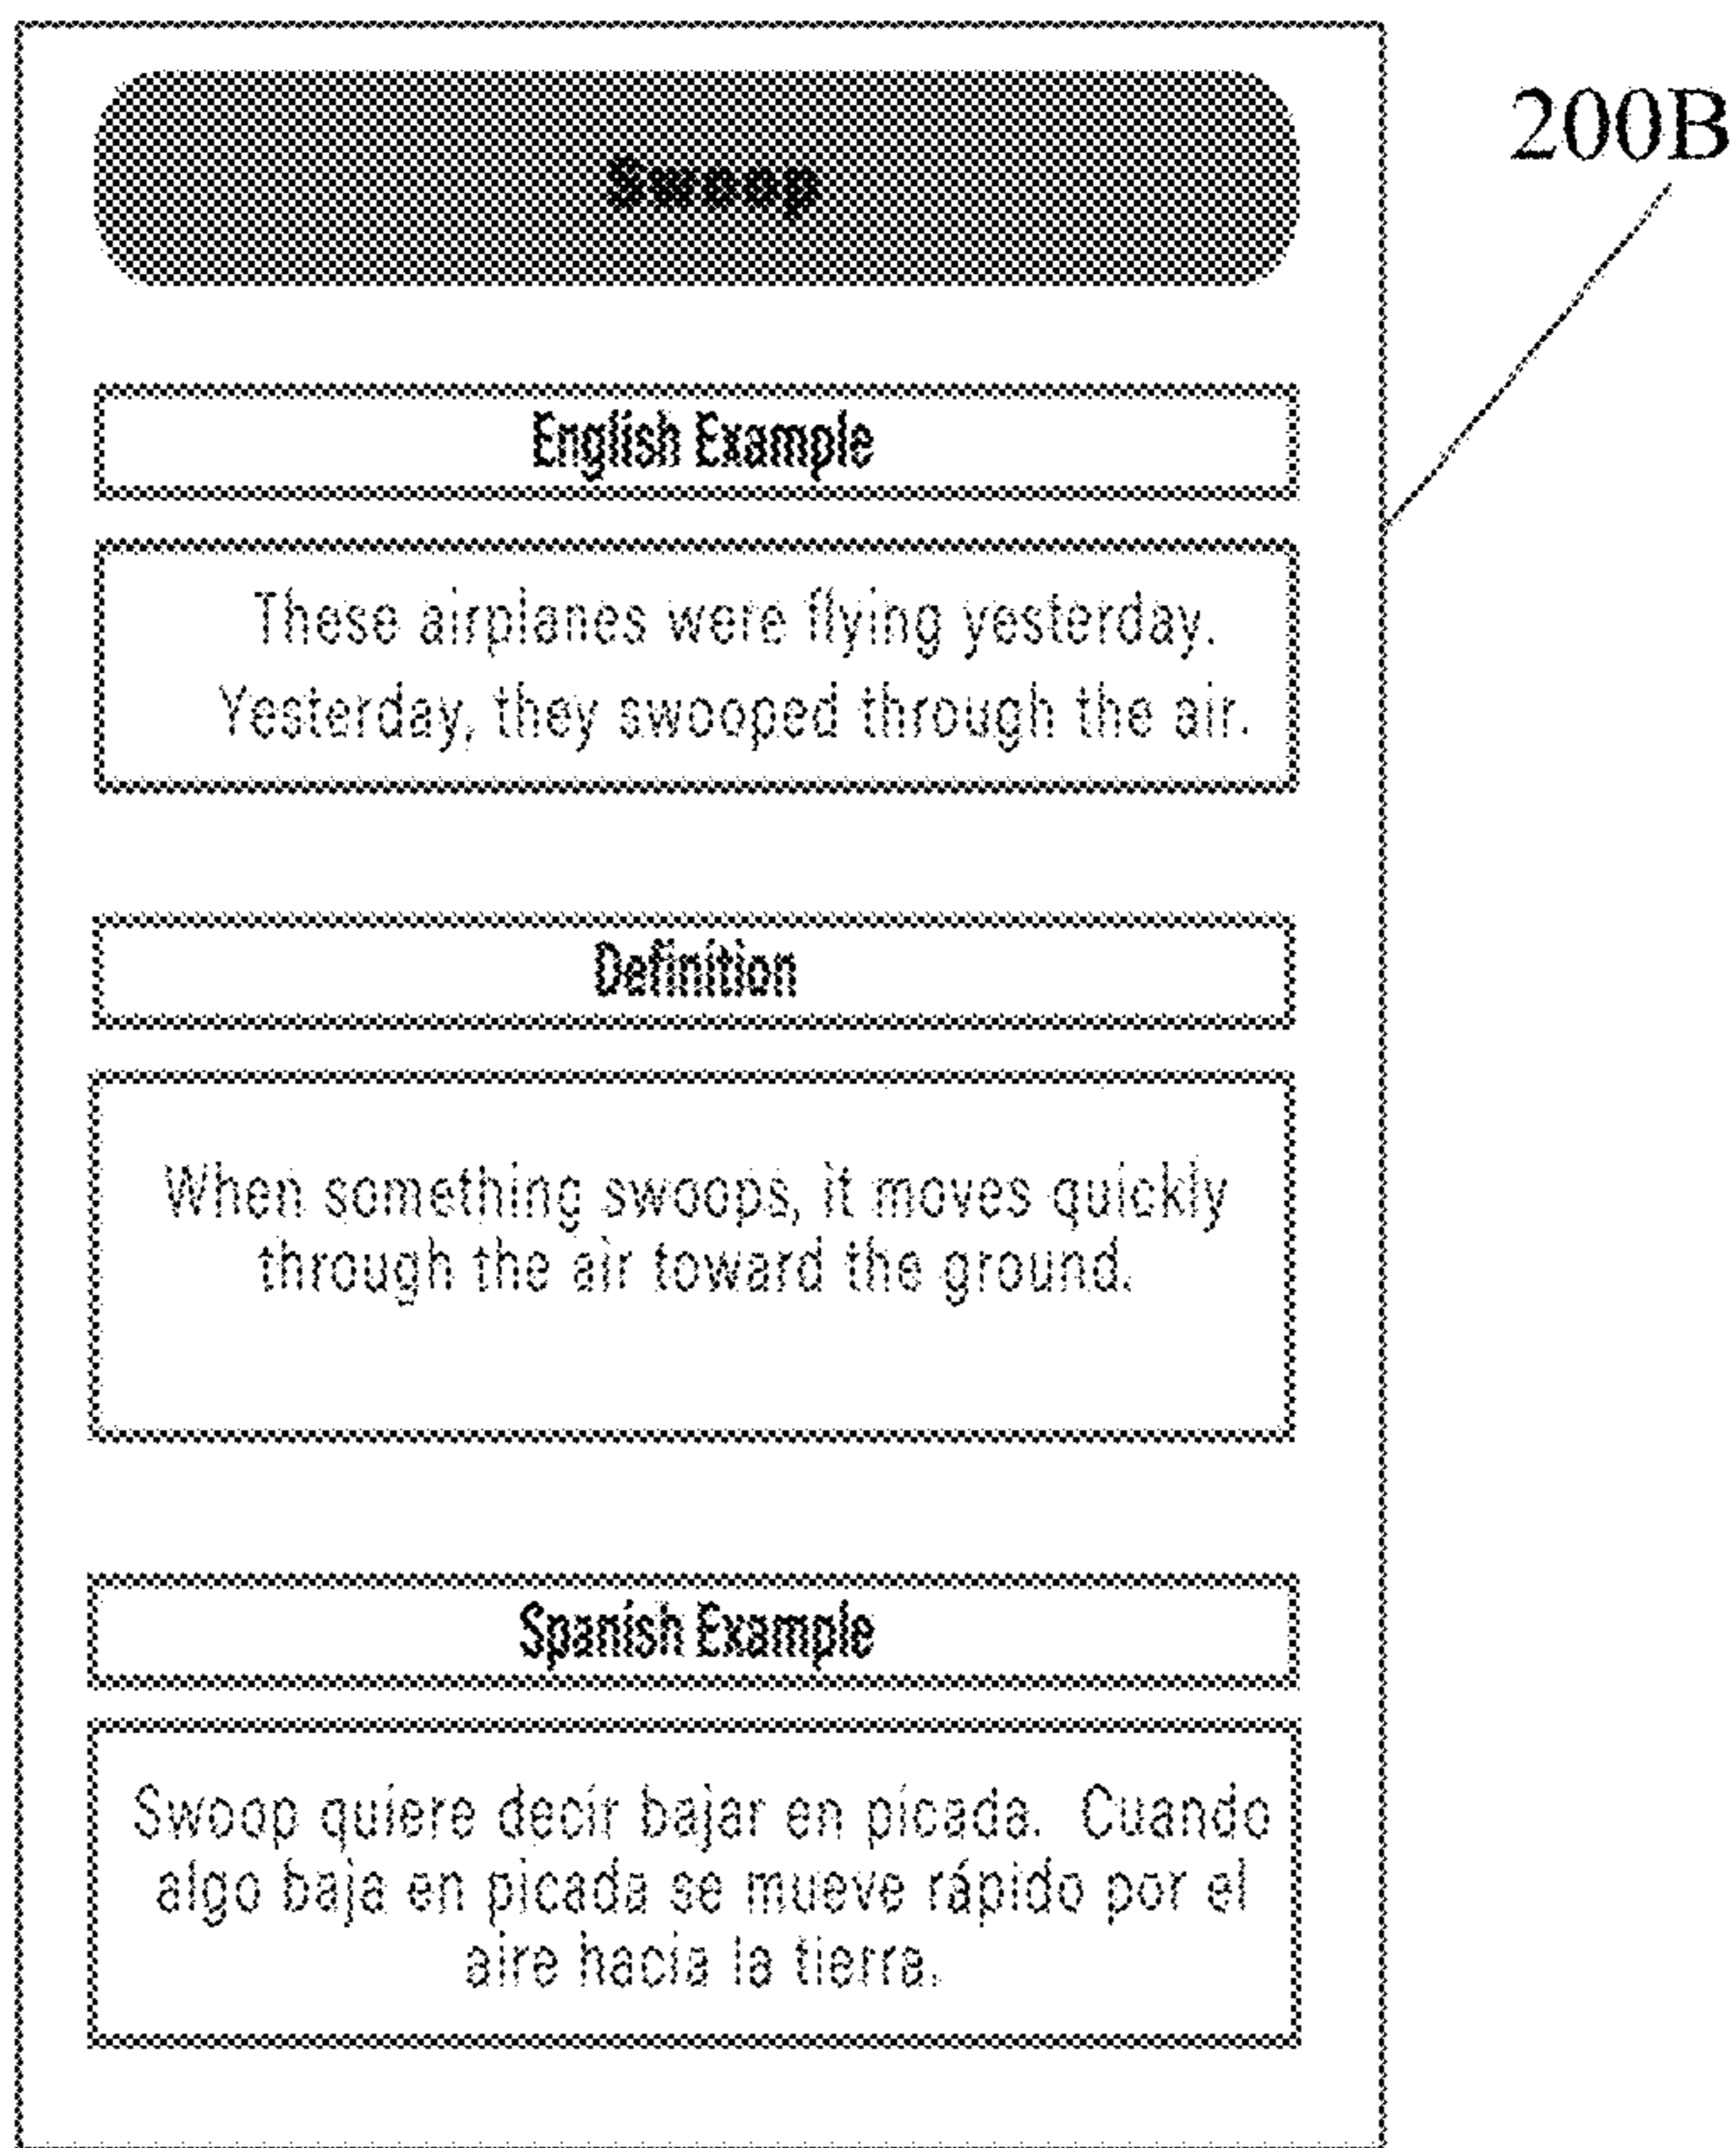 200B
Swoop
English Example
These airplanes were flying yesterday.
Yesterday, they swooped through the air.
Definition
When something swoops, it moves quickly
through the air toward the ground.
Spanish Example
Swoop quiere decir bajar en picada. Cuando
algo baja en picada se mueve rápido por el
aire hacia la tierra.